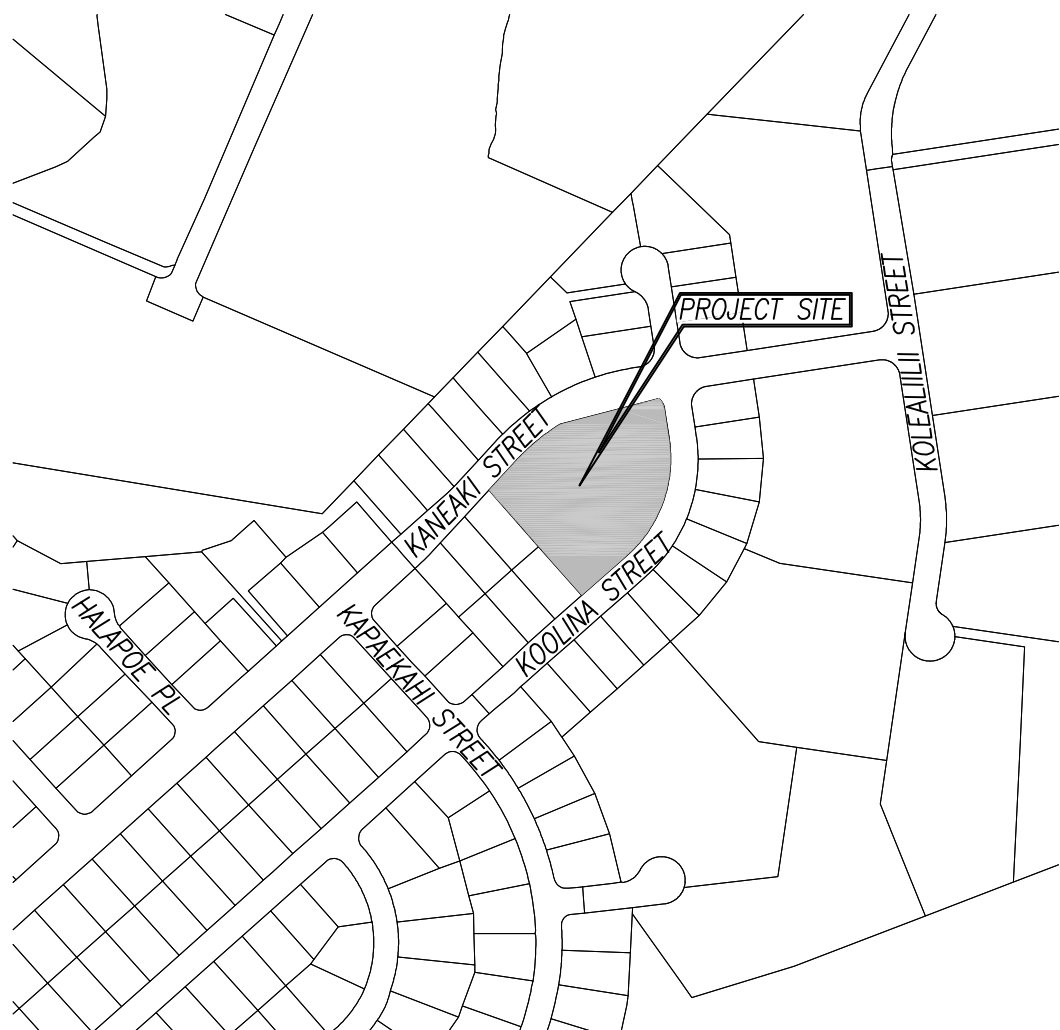 PROJECT SITE
KOLEALIILII STREET
KANEAKI STREET
KOOLINA STREET
HALAPOE PL
KAPAEKAHI STREET